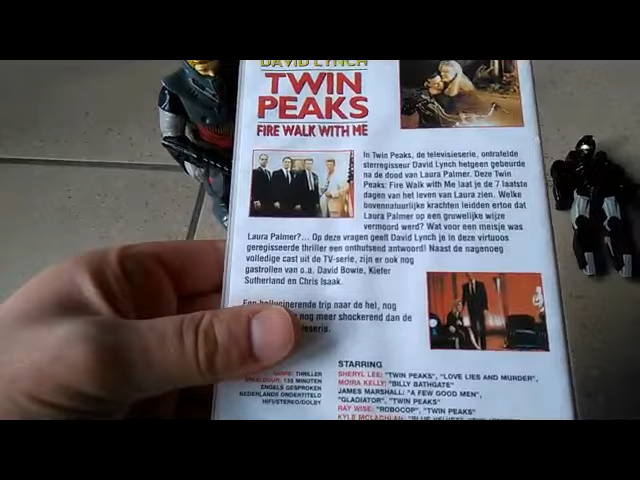 DAVID LYNCH
TWIN
PEAKS
FIRE WALK WITH ME
In Twin Peaks, de televisieserie, ontrafelde
sterregisseur David Lynch hetgeen gebeurde
na de dood van Laura Palmer. Deze Twin
Peaks: Fire Walk with Me laat je de 7 laatste
dagen van het leven van Laura zien. Welke
bovennatuurlijke krachten leidden ertoe dat
Laura Palmer op een gruwelijke wijze
vermoord werd? Wat voor een meisje was
Laura Palmer?... Op deze vragen geeft David Lynch je in deze virtuoos
geregisseerde thriller een onthutsend antwoord! Naast de nagenoeg
volledige cast uit de TV-serie, zijn er ook nog
gastrollen van o.a. David Bowie, Kiefer
Sutherland en Chris Isaak.
Een hallucinerende trip naar de hel, nog
nog meer shockerend dan de
STARRING
THRILLER
SHERYL LEE: "TWIN PEAKS", "LOVE LIES AND MURDER",
SPEELDUUR: 135 MINUTEN
MOIRA KELLY: "BILLY BATHGATE"
ENGELS GESPROKEN
JAMES MARSHALL: "A FEW GOOD MEN",
NEDERLANDS ONDERTITELD
"GLADIATOR", "TWIN PEAKS"
HIFI/STEREO/DOLBY
RAY WISE: "ROBOCOP", "TWIN PEAKS"
KYLE MCLACHLAN: "BLUE VELVET",